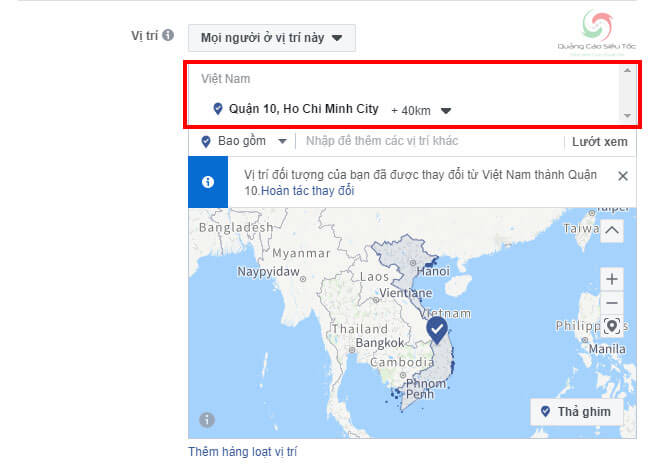 Vị trí
Mọi người ở vị trí này
Quảng Cáo Siêu Tốc
Việt Nam
Quận 10, Ho Chi Minh City + 40km
Bao gồm
Nhập để thêm các vị trí khác
Lướt xem
Vị trí đối tượng của bạn đã được thay đổi từ Việt Nam thành Quận
10.Hoàn tác thay đổi
Taipei
Bangladesh
Taiwa
Myanmar
Hanoi
Naypyidaw
Laos
Vientiane
Vietnam
Thailand
Philippines
Bangkok
Manila
Cambodia
Phnom
Penh
Thả ghim
Thêm hàng loạt vị trí